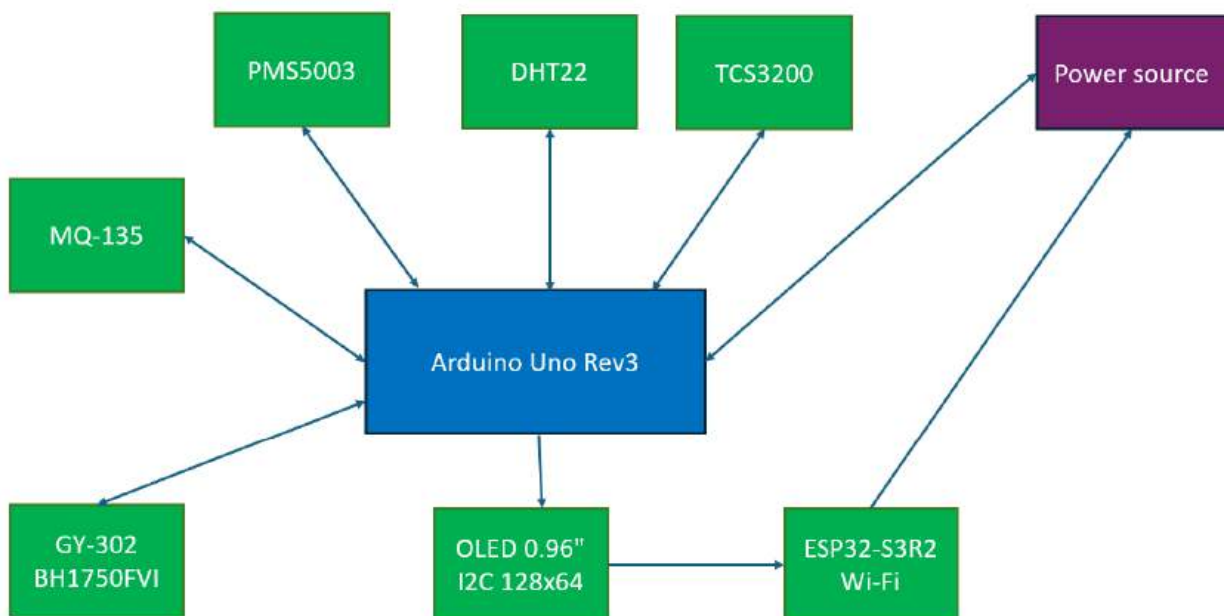 PMS5003
DHT22
TCS3200
Power source
MQ-135
Arduino Uno Rev3
GY-302
BH1750FVI
OLED 0.96"
I2C 128x64
ESP32-S3R2
Wi-Fi